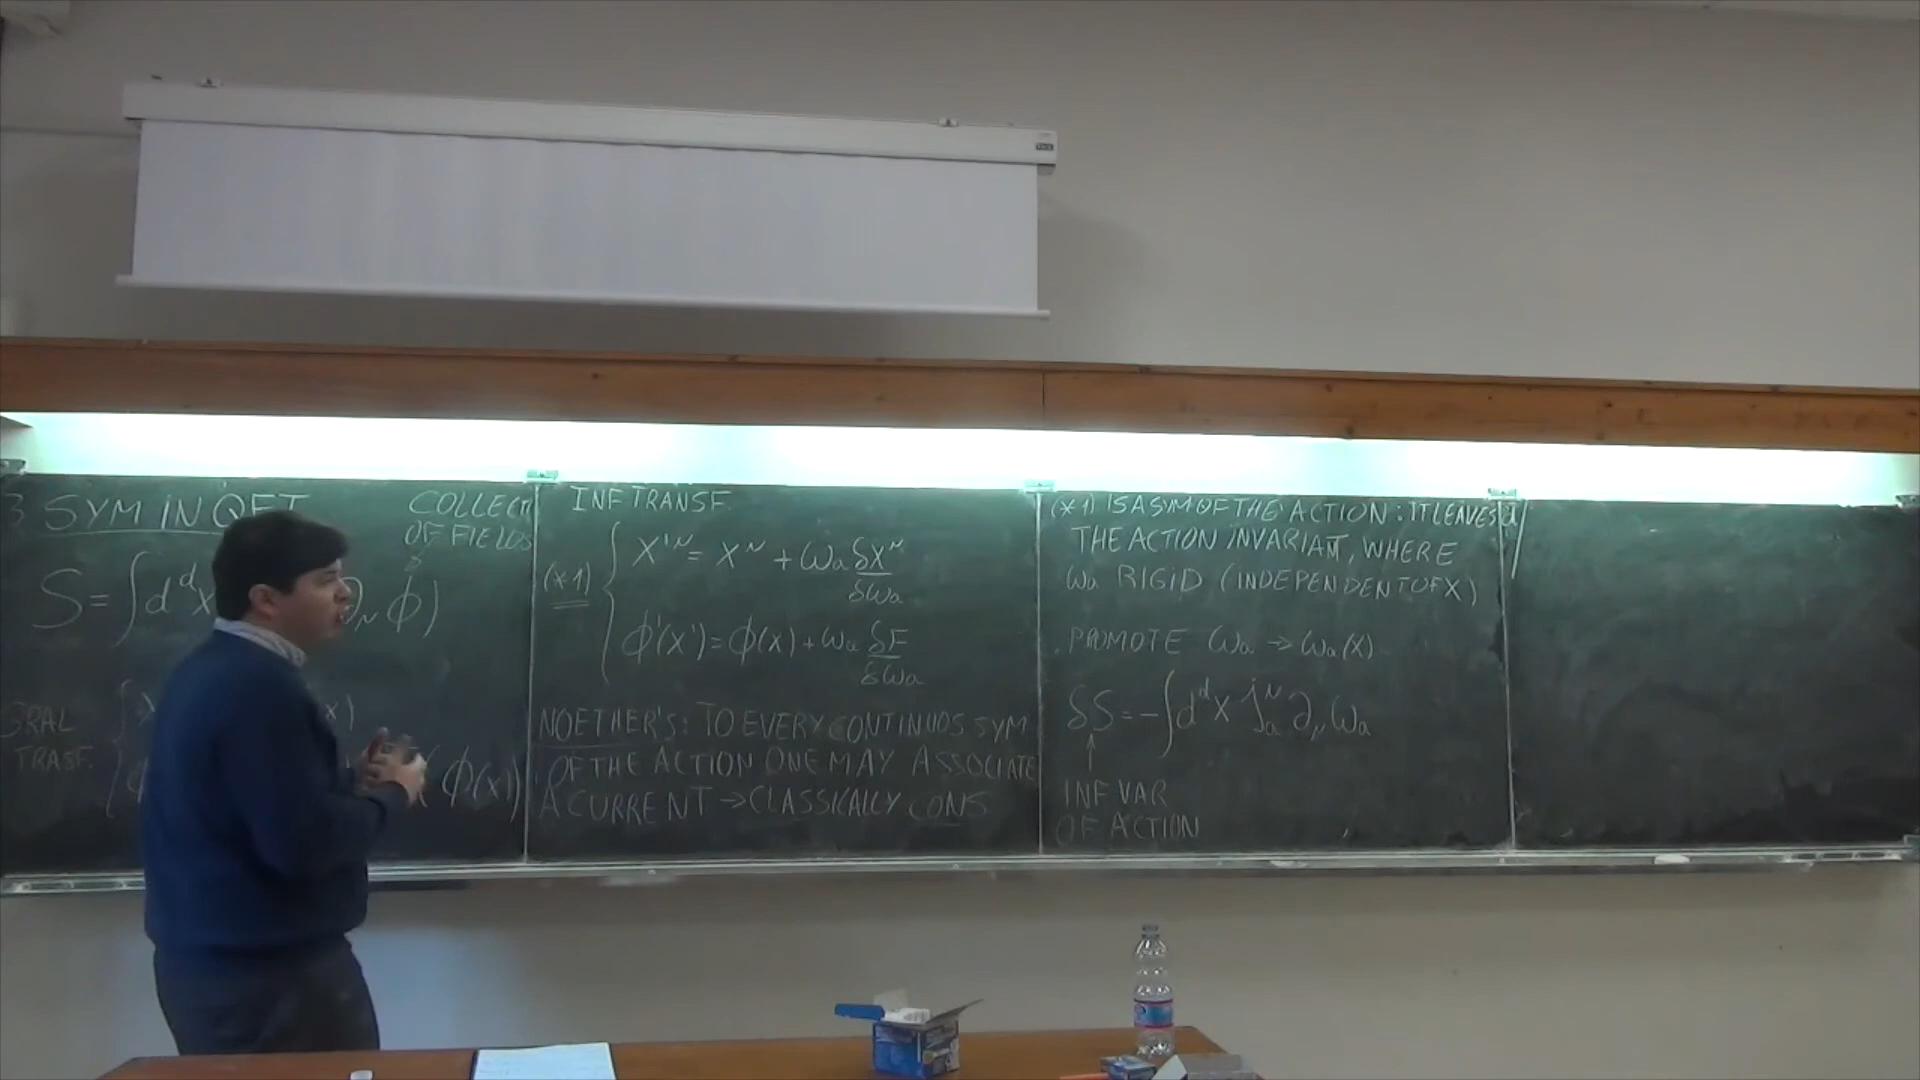 3 SYM IN QFT
COLLECT
OF FIELDS
S = ∫d^d x ∂_μ φ)
GRAL
TRASF.
x)
φ(x))
INF TRANSF.
(*1)
x'^μ = x^μ + ω_a δx^μ/δω_a
φ'(x') = φ(x) + ω_a δF/δω_a
NOETHER'S: TO EVERY CONTINUOS SYM
OF THE ACTION ONE MAY ASSOCIATE
A CURRENT → CLASSICALLY CONS
(*1) IS A SYM OF THE ACTION: IT LEAVES
THE ACTION INVARIANT, WHERE
ω_a RIGID (INDEPENDENT OF X)
. PROMOTE ω_a → ω_a(x)
δS = -∫d^d x j_a^μ ∂_μ ω_a
↑
INF VAR
OF ACTION